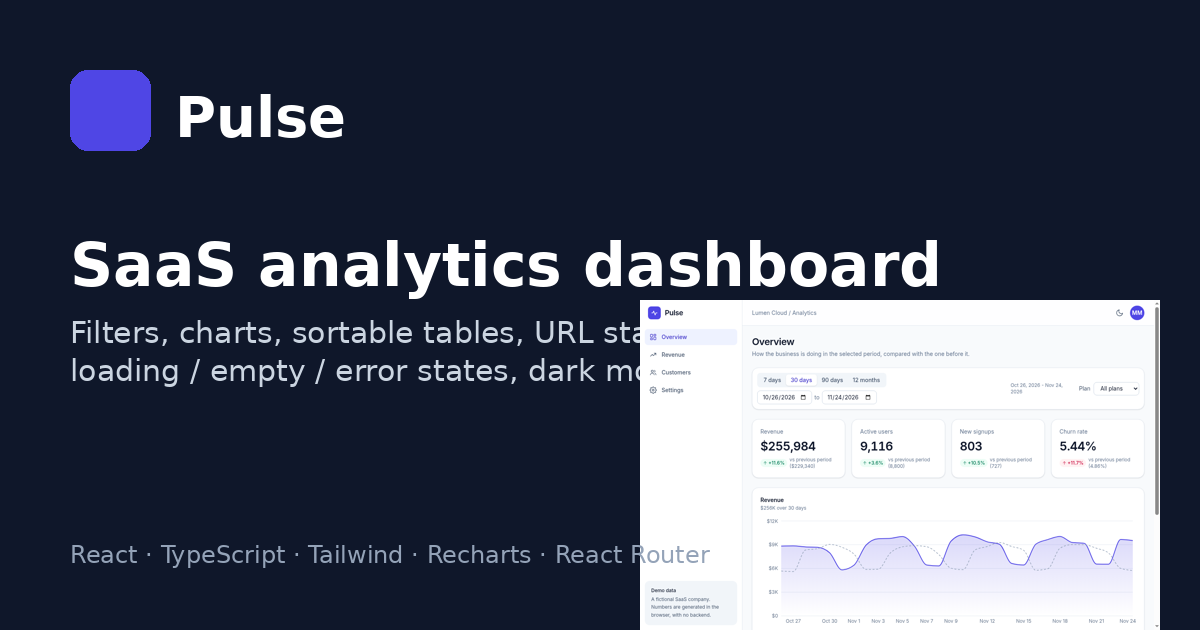 Pulse
SaaS analytics dashboard
Filters, charts, sortable tables, URL sta
loading / empty / error states, dark mo
React · TypeScript · Tailwind · Recharts · React Router
Pulse
Overview
Revenue
Customers
Settings
Demo data
A fictional SaaS company.
Numbers are generated in the
browser, with no backend.
Lumen Cloud / Analytics
MM
Overview
How the business is doing in the selected period, compared with the one before it.
7 days 30 days 90 days 12 months
10/26/2026 to 11/24/2026
Oct 26, 2026 - Nov 24,
2026
Plan All plans
Revenue
$255,984
↑ +11.6% vs previous period
($229,340)
Active users
9,116
↑ +3.6% vs previous period
(8,800)
New signups
803
↑ +10.5% vs previous period
(727)
Churn rate
5.44%
↑ +11.7% vs previous period
(4.86%)
Revenue
$259K over 30 days
$12K
$9K
$6K
$3K
$0
Oct 27 Oct 30 Nov 1 Nov 3 Nov 5 Nov 7 Nov 9 Nov 12 Nov 15 Nov 18 Nov 21 Nov 24